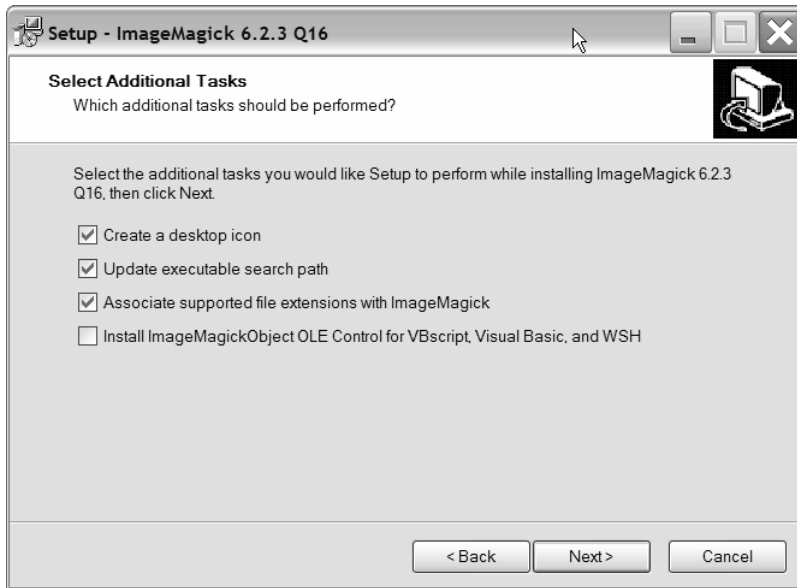 Setup - ImageMagick 6.2.3 Q16
Select Additional Tasks
Which additional tasks should be performed?
Select the additional tasks you would like Setup to perform while installing ImageMagick 6.2.3
Q16, then click Next.
Create a desktop icon
Update executable search path
Associate supported file extensions with ImageMagick
Install ImageMagickObject OLE Control for VBscript, Visual Basic, and WSH
< Back Next > Cancel